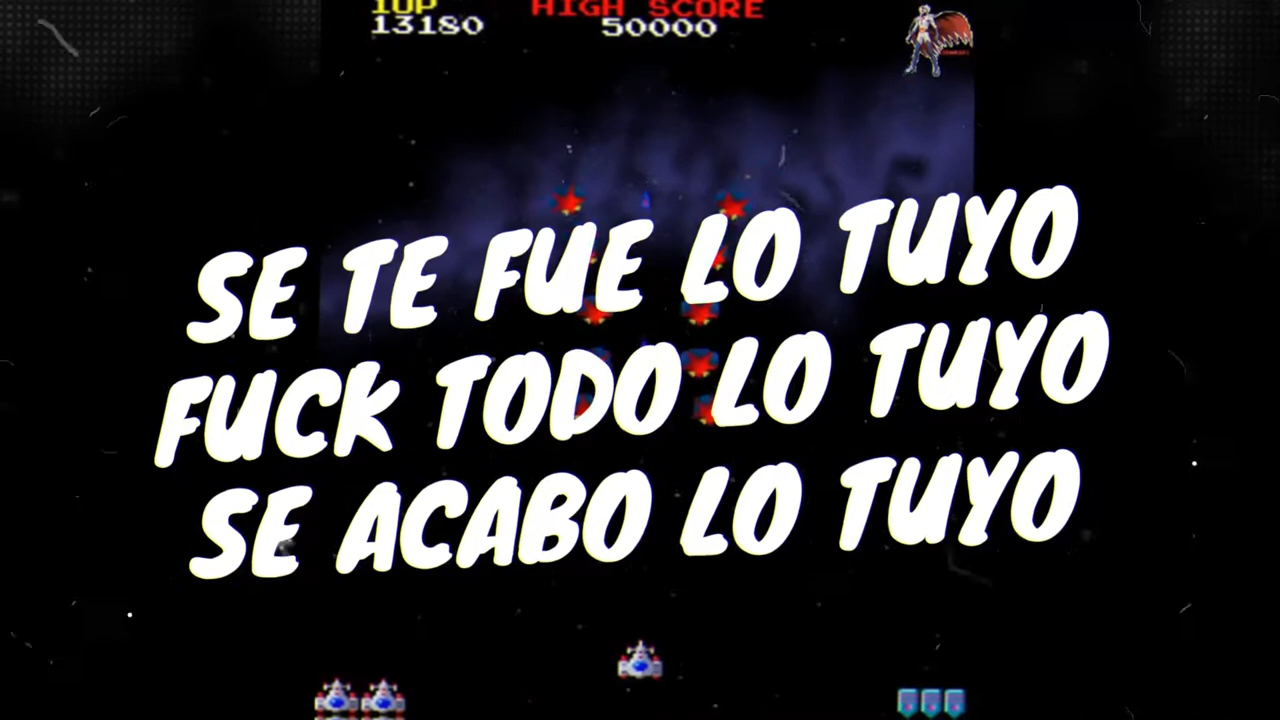 1UP
HIGH SCORE
13180
50000
SE TE FUE LO TUYO
FUCK TODO LO TUYO
SE ACABO LO TUYO